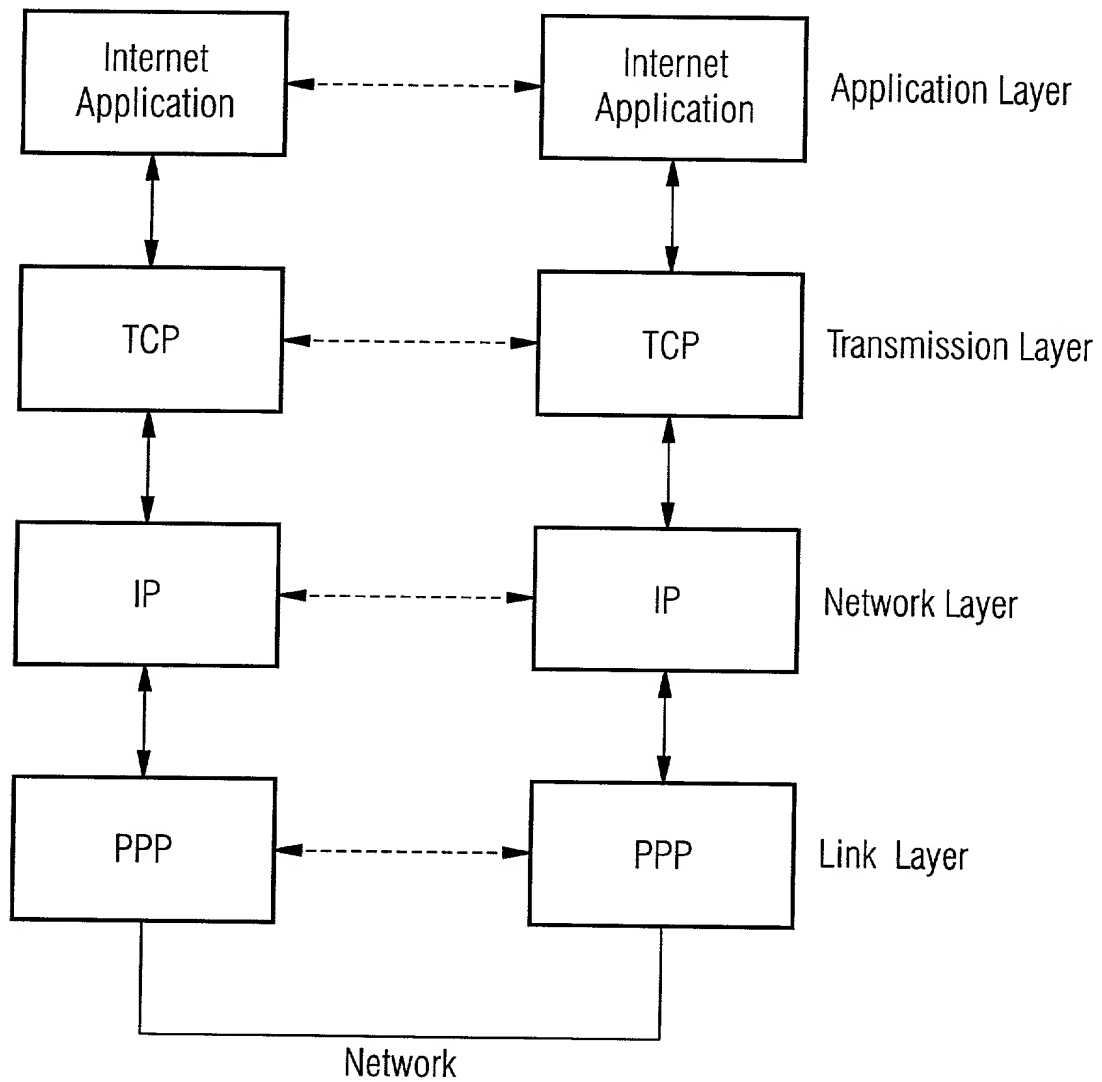 Internet
Application
Internet
Application
Application Layer
TCP
TCP
Transmission Layer
IP
IP
Network Layer
PPP
PPP
Link Layer
Network